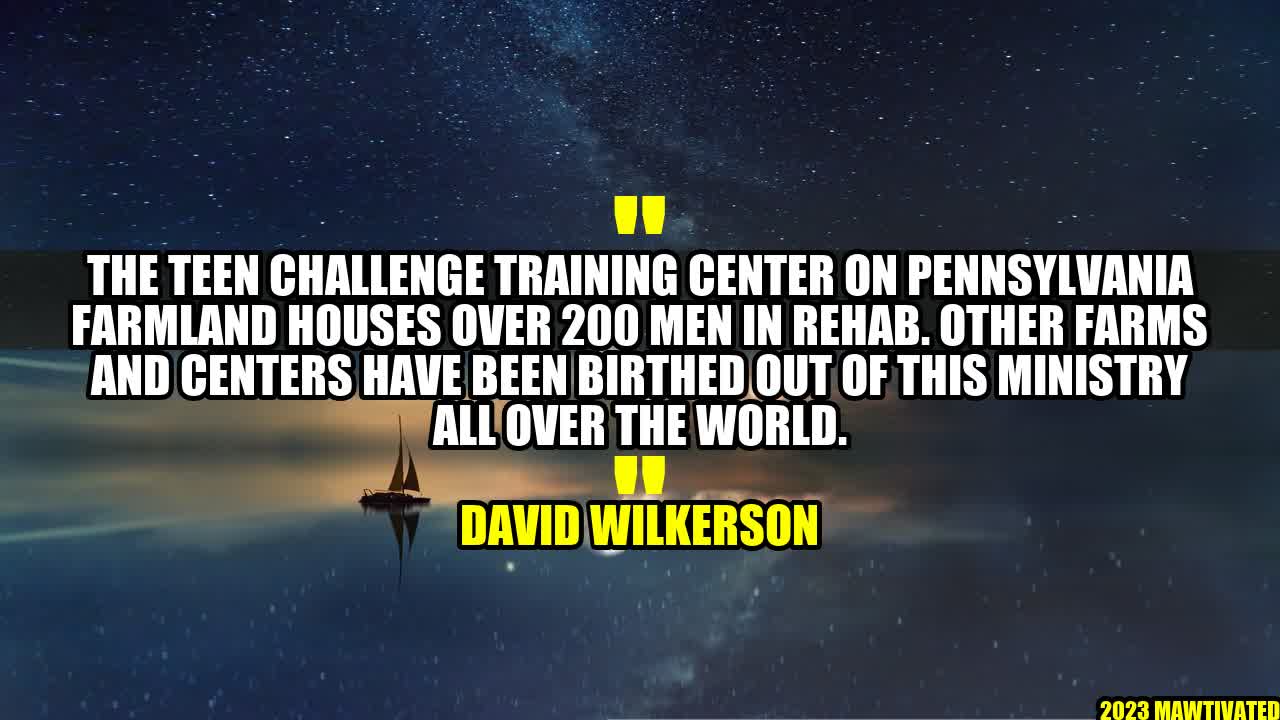 "
THE TEEN CHALLENGE TRAINING CENTER ON PENNSYLVANIA
FARMLAND HOUSES OVER 200 MEN IN REHAB. OTHER FARMS
AND CENTERS HAVE BEEN BIRTHED OUT OF THIS MINISTRY
ALL OVER THE WORLD.
"
DAVID WILKERSON
2023 MAWTIVATED